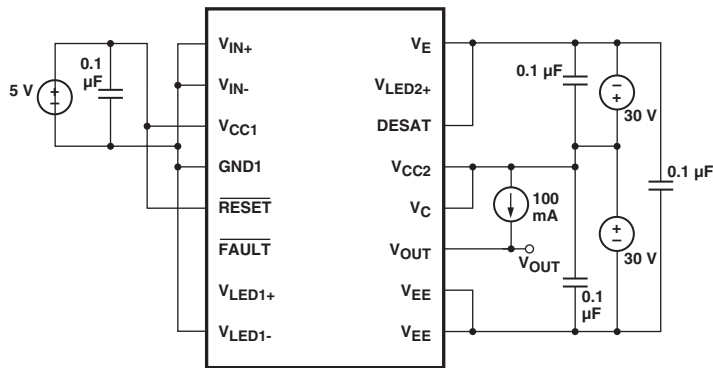 5 V
0.1
µF
+
−
VIN+
VIN-
VCC1
GND1
RESET
FAULT
VLED1+
VLED1-
VE
VLED2+
DESAT
VCC2
VC
VOUT
VEE
VEE
0.1 µF
−
+
30 V
0.1 µF
100
mA
VOUT
+
−
30 V
0.1
µF